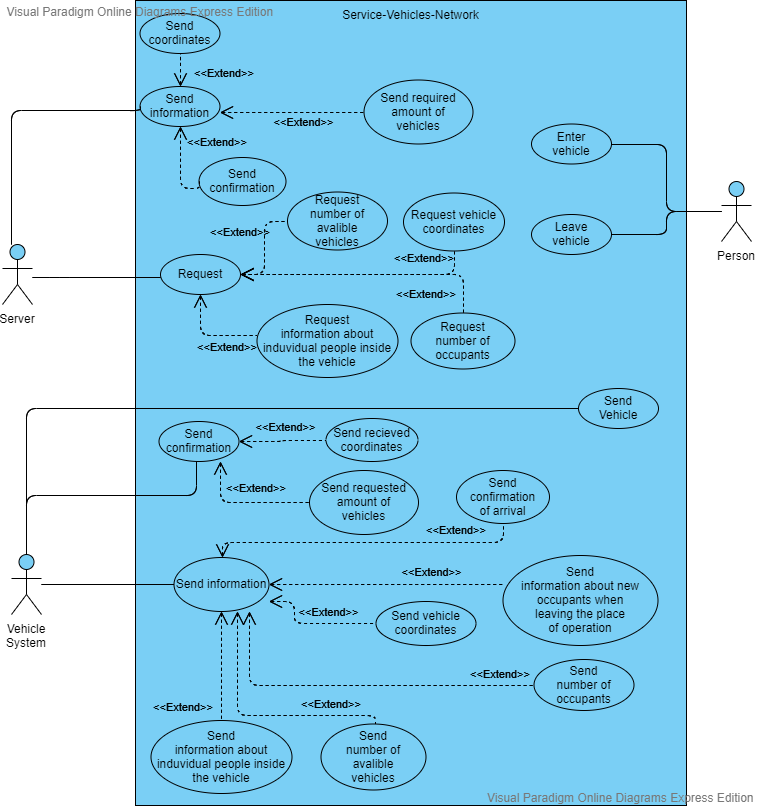 Visual Paradigm Online Diagrams Express Edition
Service-Vehicles-Network
Send
coordinates
<<Extend>>
Send
information
Send required
amount of
vehicles
<<Extend>>
<<Extend>>
Send
confirmation
Enter
vehicle
Leave
vehicle
Person
Request
number of
avalible
vehicles
Request vehicle
coordinates
<<Extend>>
<<Extend>>
Request
<<Extend>>
Server
Request
information about
induvidual people inside
the vehicle
<<Extend>>
Request
number of
occupants
Send
Vehicle
Send
confirmation
<<Extend>>
Send recieved
coordinates
<<Extend>>
Send requested
amount of
vehicles
Send
confirmation
of arrival
<<Extend>>
Send information
<<Extend>>
Send
information about new
occupants when
leaving the place
of operation
<<Extend>>
Send vehicle
coordinates
Vehicle
System
<<Extend>>
Send
number of
occupants
<<Extend>>
<<Extend>>
Send
information about
induvidual people inside
the vehicle
Send
number of
avalible
vehicles
Visual Paradigm Online Diagrams Express Edition